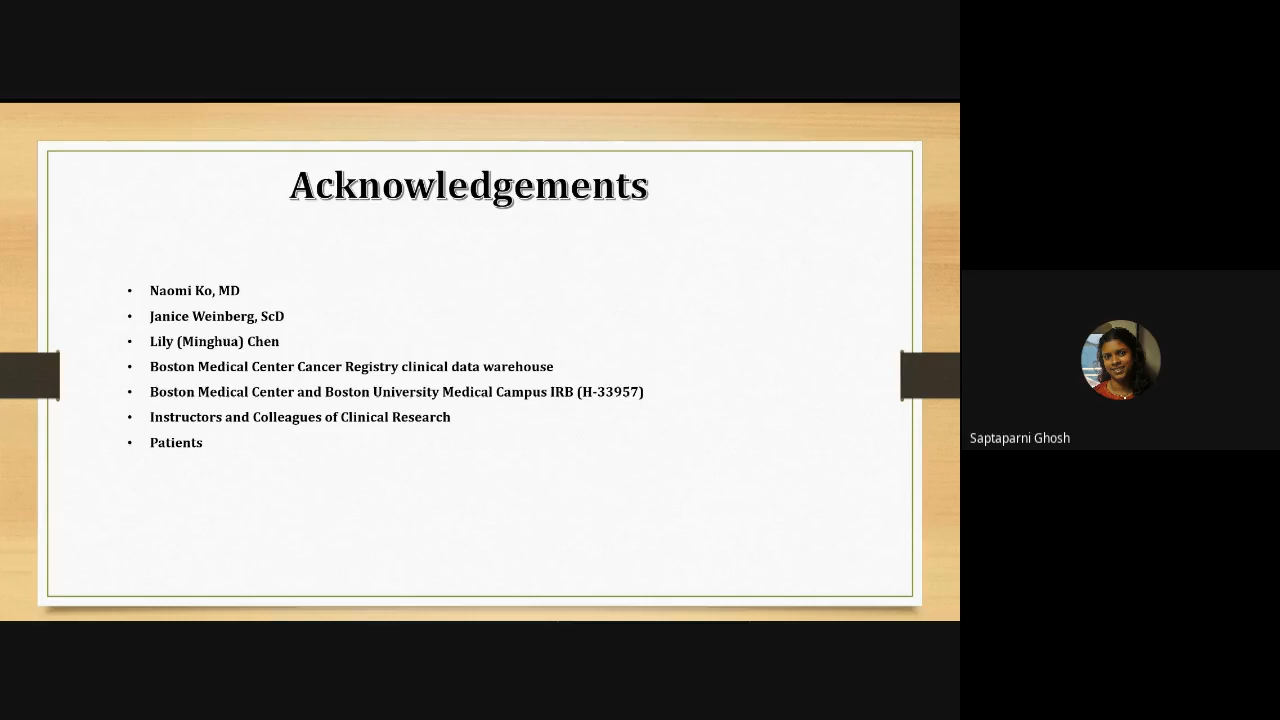 Acknowledgements
• Naomi Ko, MD
• Janice Weinberg, ScD
• Lily (Minghua) Chen
• Boston Medical Center Cancer Registry clinical data warehouse
• Boston Medical Center and Boston University Medical Campus IRB (H-33957)
• Instructors and Colleagues of Clinical Research
• Patients
Saptaparni Ghosh